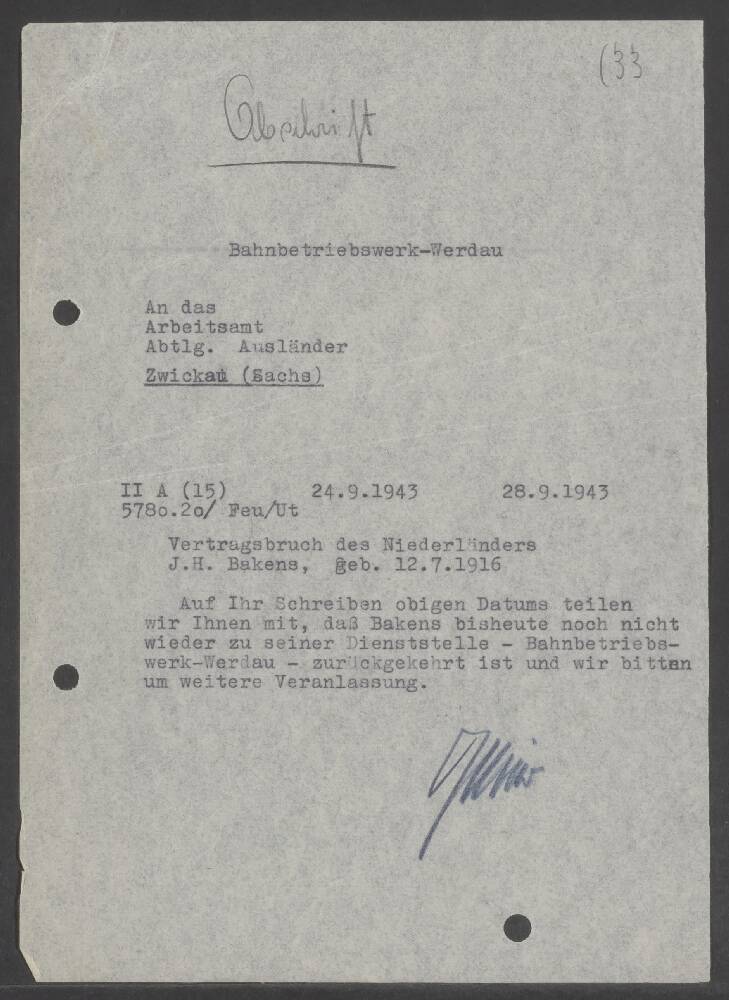 (33
Abschrift
Bahnbetriebswerk-Werdau
An das
Arbeitsamt
Abtlg. Ausländer
Zwickau (Sachs)
II A (15) 24.9.1943 28.9.1943
578o.2o/ Feu/Ut
Vertragsbruch des Niederländers
J.H. Bakens, geb. 12.7.1916
Auf Ihr Schreiben obigen Datums teilen
wir Ihnen mit, daß Bakens bisheute noch nicht
wieder zu seiner Dienststelle - Bahnbetriebs-
werk-Werdau - zurückgekehrt ist und wir bitten
um weitere Veranlassung.